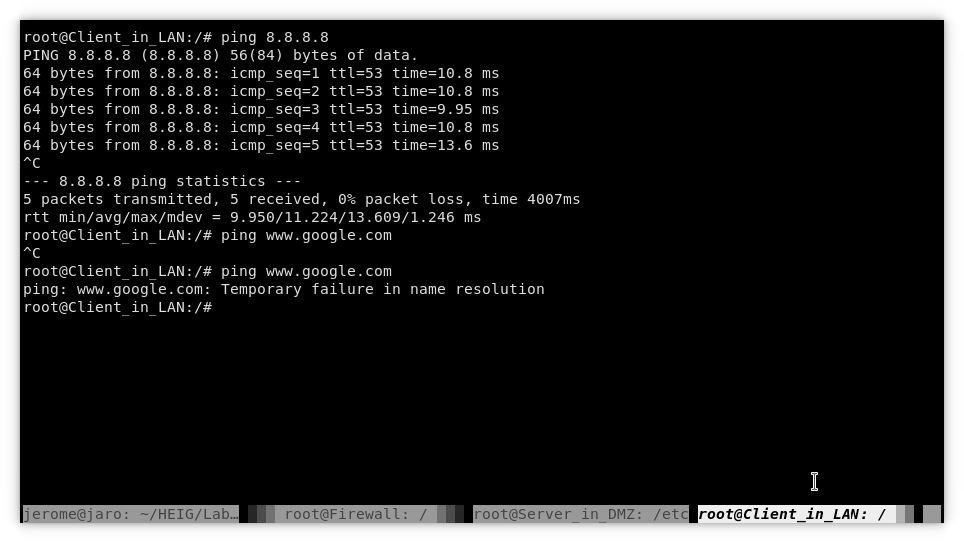 root@Client_in_LAN:/# ping 8.8.8.8
PING 8.8.8.8 (8.8.8.8) 56(84) bytes of data.
64 bytes from 8.8.8.8: icmp_seq=1 ttl=53 time=10.8 ms
64 bytes from 8.8.8.8: icmp_seq=2 ttl=53 time=10.8 ms
64 bytes from 8.8.8.8: icmp_seq=3 ttl=53 time=9.95 ms
64 bytes from 8.8.8.8: icmp_seq=4 ttl=53 time=10.8 ms
64 bytes from 8.8.8.8: icmp_seq=5 ttl=53 time=13.6 ms
^C
--- 8.8.8.8 ping statistics ---
5 packets transmitted, 5 received, 0% packet loss, time 4007ms
rtt min/avg/max/mdev = 9.950/11.224/13.609/1.246 ms
root@Client_in_LAN:/# ping www.google.com
^C
root@Client_in_LAN:/# ping www.google.com
ping: www.google.com: Temporary failure in name resolution
root@Client_in_LAN:/#
jerome@jaro: ~/HEIG/Lab… root@Firewall: / root@Server_in_DMZ: /etc root@Client_in_LAN: /